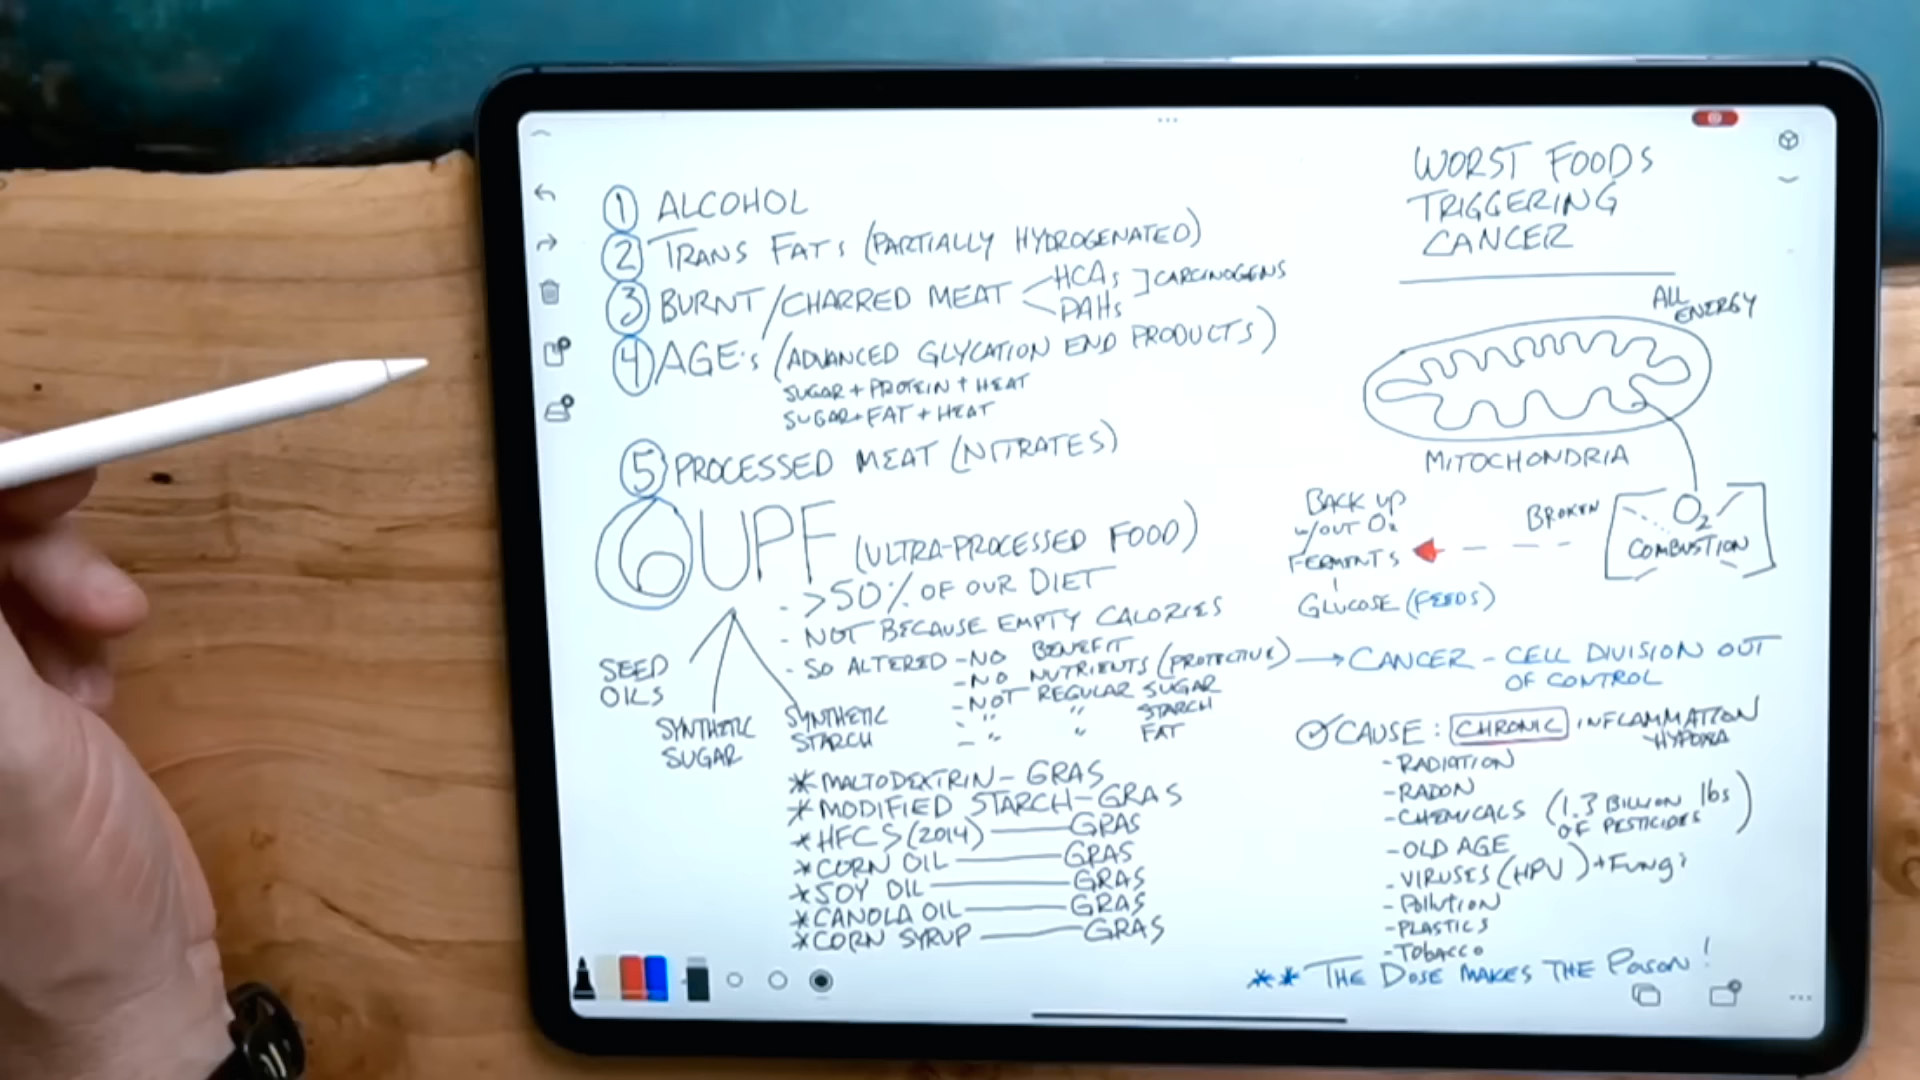 WORST FOODS
TRIGGERING
CANCER
① ALCOHOL
② TRANS FATs (PARTIALLY HYDROGENATED)
③ BURNT/CHARRED MEAT
HCAs
PAHs
] CARCINOGENS
④ AGE's (ADVANCED GLYCATION END PRODUCTS)
SUGAR + PROTEIN + HEAT
SUGAR + FAT + HEAT
⑤ PROCESSED MEAT (NITRATES)
⑥ UPF (ULTRA-PROCESSED FOOD)
- >50% OF OUR DIET
- NOT BECAUSE EMPTY CALORIES
- SO ALTERED - NO BENEFIT
- NO NUTRIENTS (PROTECTIVE)
- NOT REGULAR SUGAR
- " " STARCH
- " " FAT
SEED
OILS
SYNTHETIC
SUGAR
SYNTHETIC
STARCH
* MALTODEXTRIN - GRAS
* MODIFIED STARCH - GRAS
* HFCS (2014) — GRAS
* CORN OIL — GRAS
* SOY OIL — GRAS
* CANOLA OIL — GRAS
* CORN SYRUP — GRAS
ALL
ENERGY
MITOCHONDRIA
O2
COMBUSTION
BROKEN
BACK UP
w/OUT O2
FERMENTS
GLUCOSE (FEEDS)
→ CANCER - CELL DIVISION OUT
OF CONTROL
CAUSE: CHRONIC INFLAMMATION
- HYPOXIA
- RADIATION
- RADON
- CHEMICALS (1.3 BILLION lbs
OF PESTICIDES)
- OLD AGE
- VIRUSES (HPV) + FUNGI
- POLLUTION
- PLASTICS
- TOBACCO
** THE DOSE MAKES THE POISON!